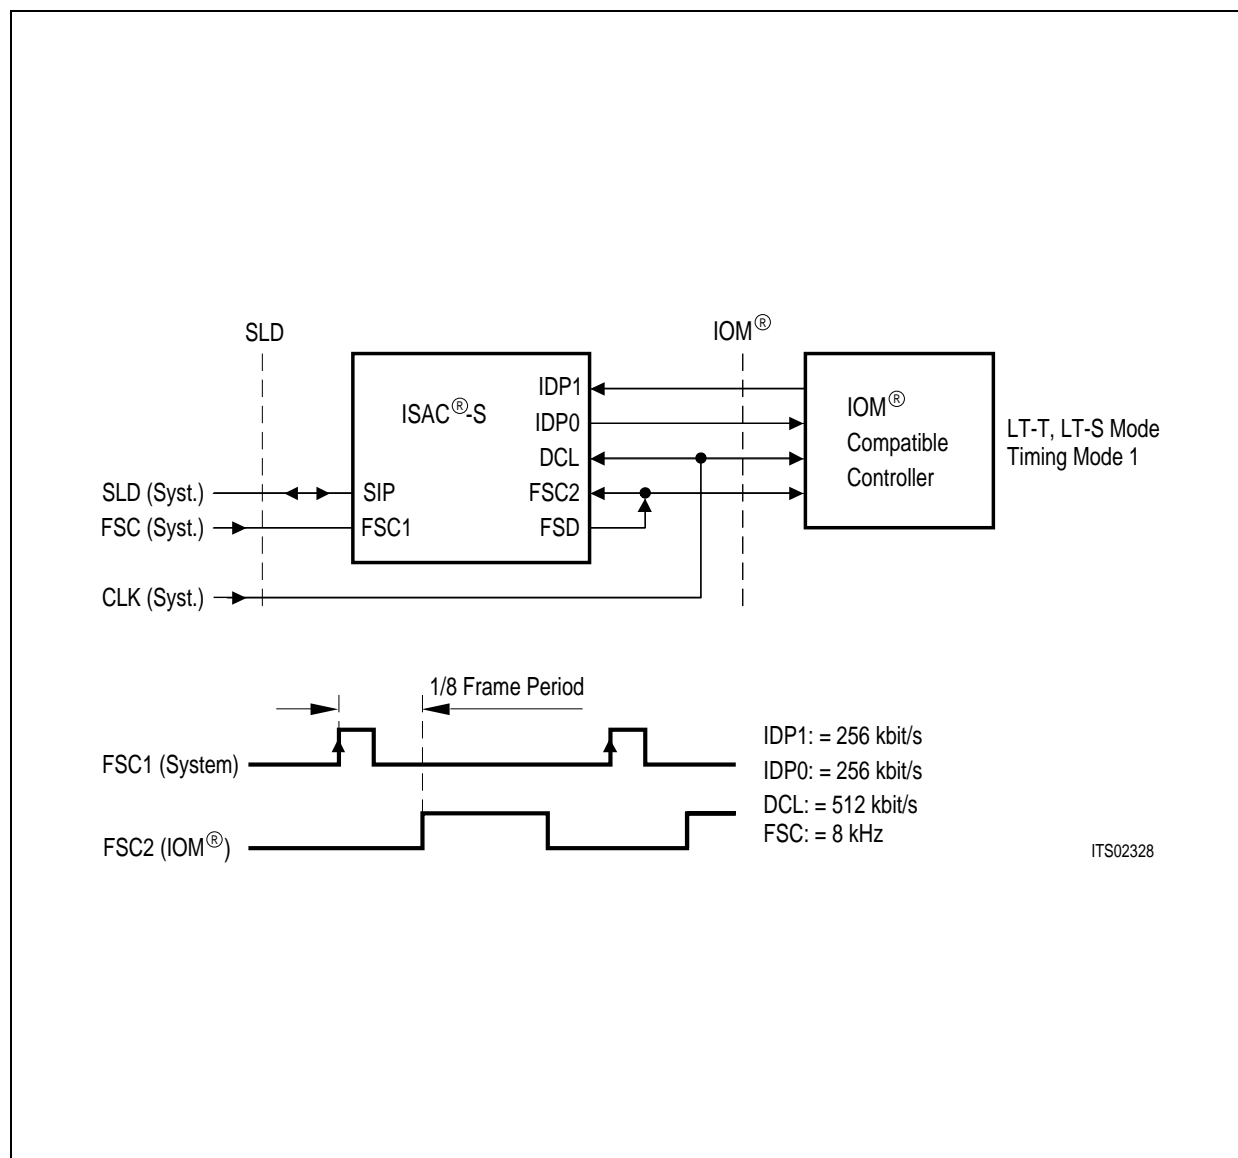 SLD
IOM®
ISAC®-S
IDP1
IDP0
DCL
FSC2
FSD
SIP
FSC1
IOM®
Compatible
Controller
LT-T, LT-S Mode
Timing Mode 1
SLD (Syst.)
FSC (Syst.)
CLK (Syst.)
1/8 Frame Period
FSC1 (System)
FSC2 (IOM®)
IDP1: = 256 kbit/s
IDP0: = 256 kbit/s
DCL: = 512 kbit/s
FSC: = 8 kHz
ITS02328